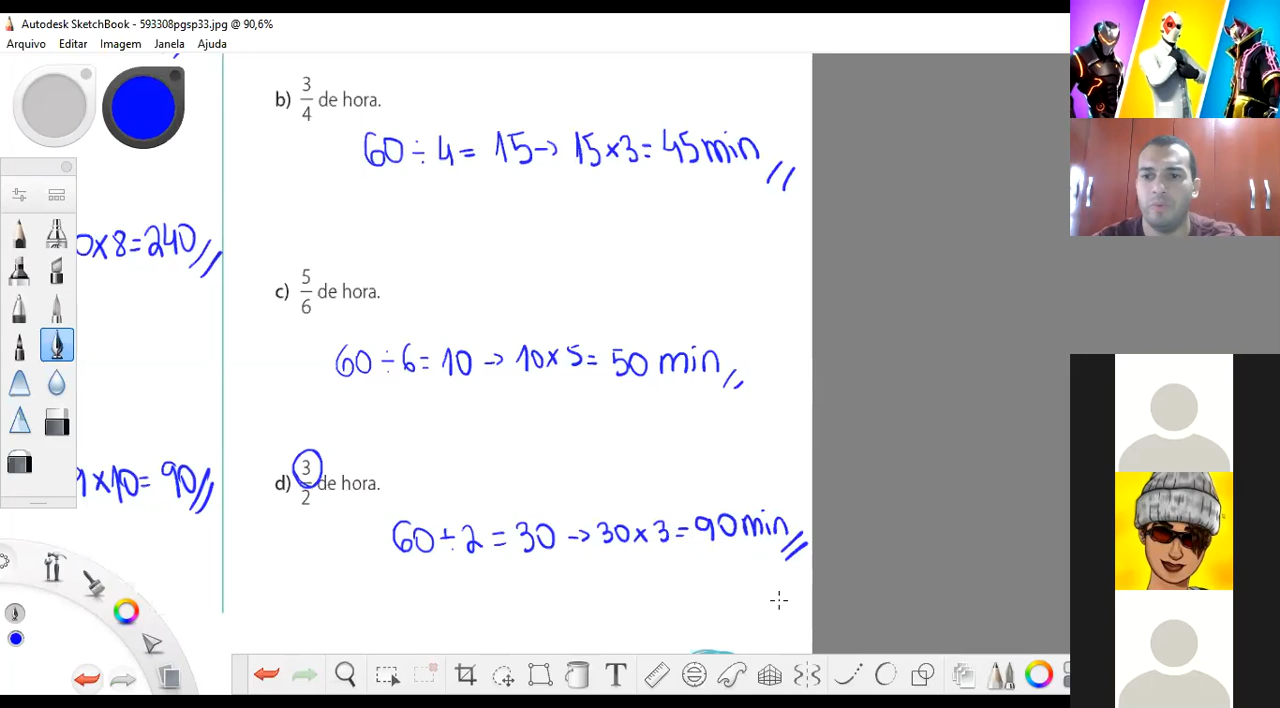 Autodesk SketchBook - 593308pgsp33.jpg @ 90,6%
Arquivo Editar Imagem Janela Ajuda
b) 3/4 de hora.
60 ÷ 4 = 15 → 15 × 3 = 45 min //
0 × 8 = 240 //
c) 5/6 de hora.
60 ÷ 6 = 10 → 10 × 5 = 50 min //
d) 3/2 de hora.
× 10 = 90 //
60 ÷ 2 = 30 → 30 × 3 = 90 min //
T